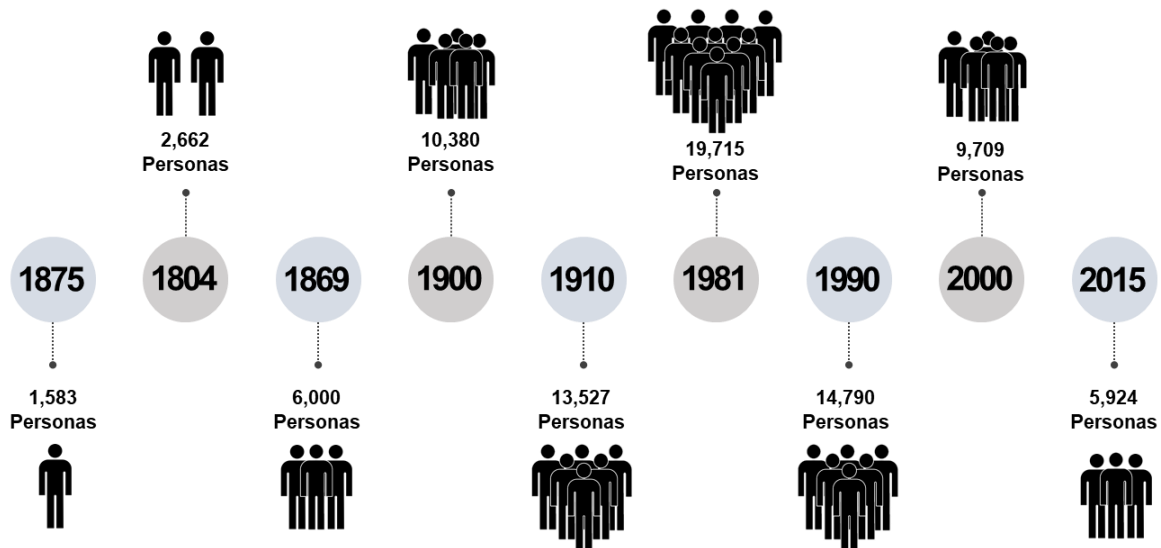 2,662
Personas
10,380
Personas
19,715
Personas
9,709
Personas
1875
1804
1869
1900
1910
1981
1990
2000
2015
1,583
Personas
6,000
Personas
13,527
Personas
14,790
Personas
5,924
Personas